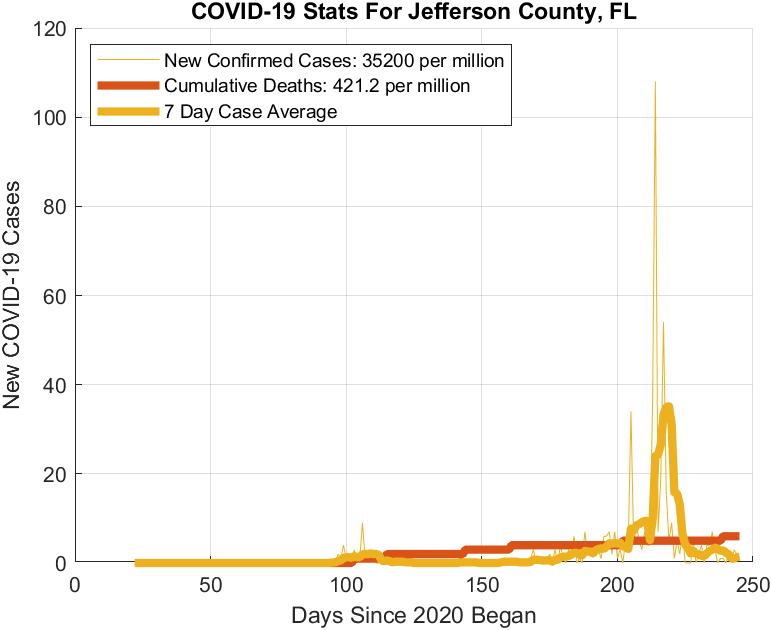 COVID-19 Stats For Jefferson County, FL
New Confirmed Cases: 35200 per million
Cumulative Deaths: 421.2 per million
7 Day Case Average
New COVID-19 Cases
120
100
80
60
40
20
0
0 50 100 150 200 250
Days Since 2020 Began